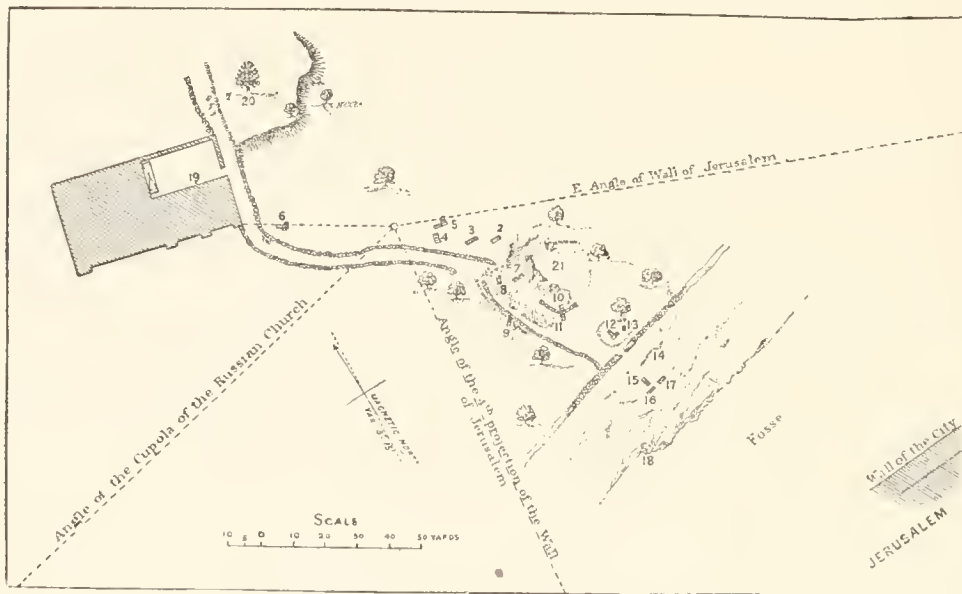 20
19
E. Angle of Wall of Jerusalem
6
5
4
3
2
1
21
7
8
10
9
11
12
13
14
15
17
16
18
Angle of the Cupola of the Russian Church
Angle of the 4th projection of the Wall
of Jerusalem
MAGNETIC NORTH
Fosse
Wall of the City
JERUSALEM
SCALE
10 5 0 10 20 30 40 50 YARDS